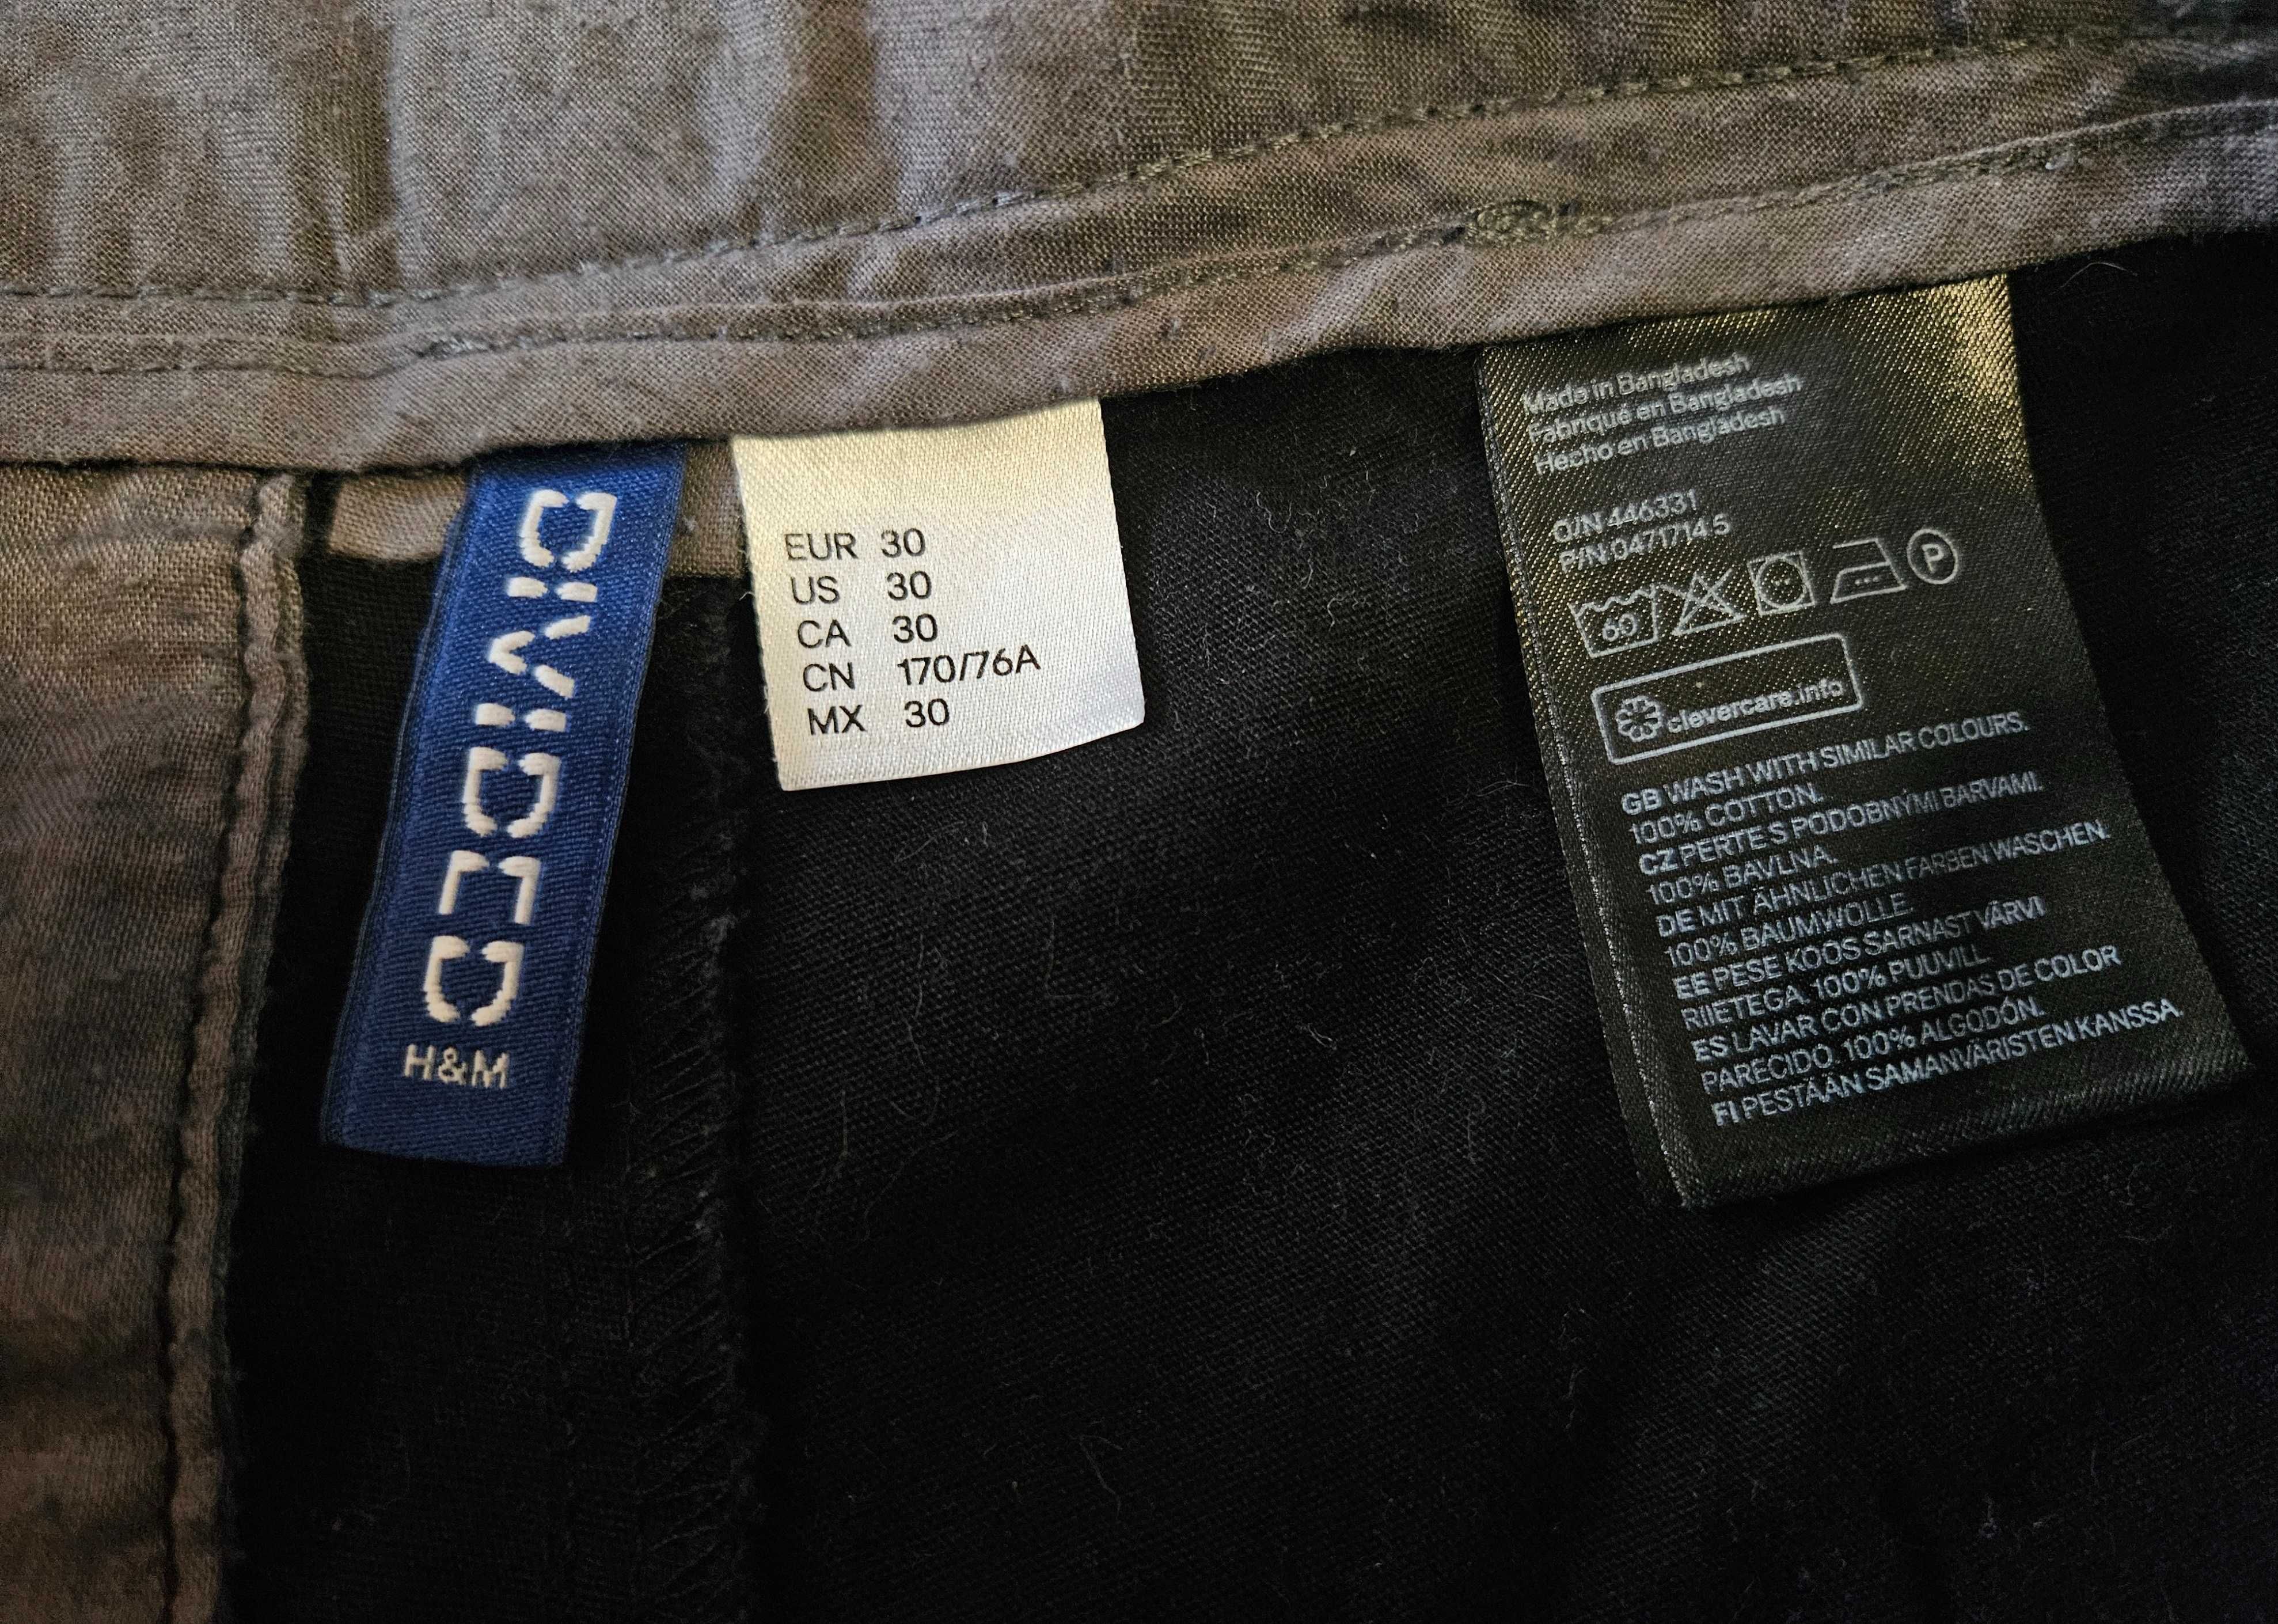 DIVIDED
H&M
EUR 30
US 30
CA 30
CN 170/76A
MX 30
Made in Bangladesh
Fabriqué en Bangladesh
Hecho en Bangladesh
O/N 446331
P/N 0471714.5
60 P
clevercare.info
GB WASH WITH SIMILAR COLOURS.
100% COTTON.
CZ PERTE S PODOBNÝMI BARVAMI.
100% BAVLNA.
DE MIT ÄHNLICHEN FARBEN WASCHEN.
100% BAUMWOLLE.
EE PESE KOOS SARNAST VÄRVI
RIIETEGA. 100% PUUVILL.
ES LAVAR CON PRENDAS DE COLOR
PARECIDO. 100% ALGODÓN.
FI PESTÄÄN SAMANVÄRISTEN KANSSA.